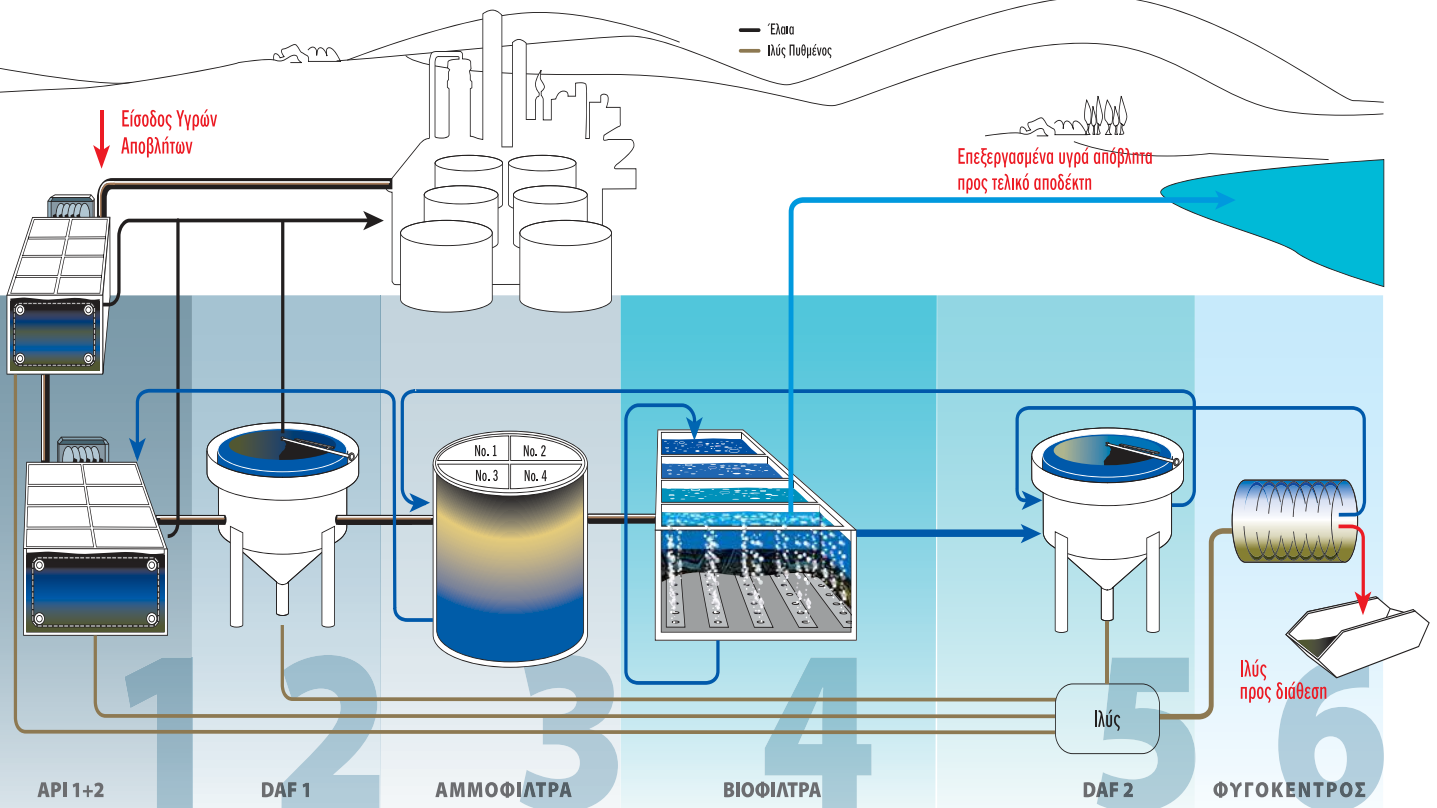 Έλαια
Ιλύς Πυθμένος
Είσοδος Υγρών
Αποβλήτων
Επεξεργασμένα υγρά απόβλητα
προς τελικό αποδέκτη
No. 1
No. 2
No. 3
No. 4
Ιλύς
προς διάθεση
Ιλύς
1
2
3
4
5
6
API 1+2
DAF 1
ΑΜΜΟΦΙΛΤΡΑ
ΒΙΟΦΙΛΤΡΑ
DAF 2
ΦΥΓΟΚΕΝΤΡΟΣ